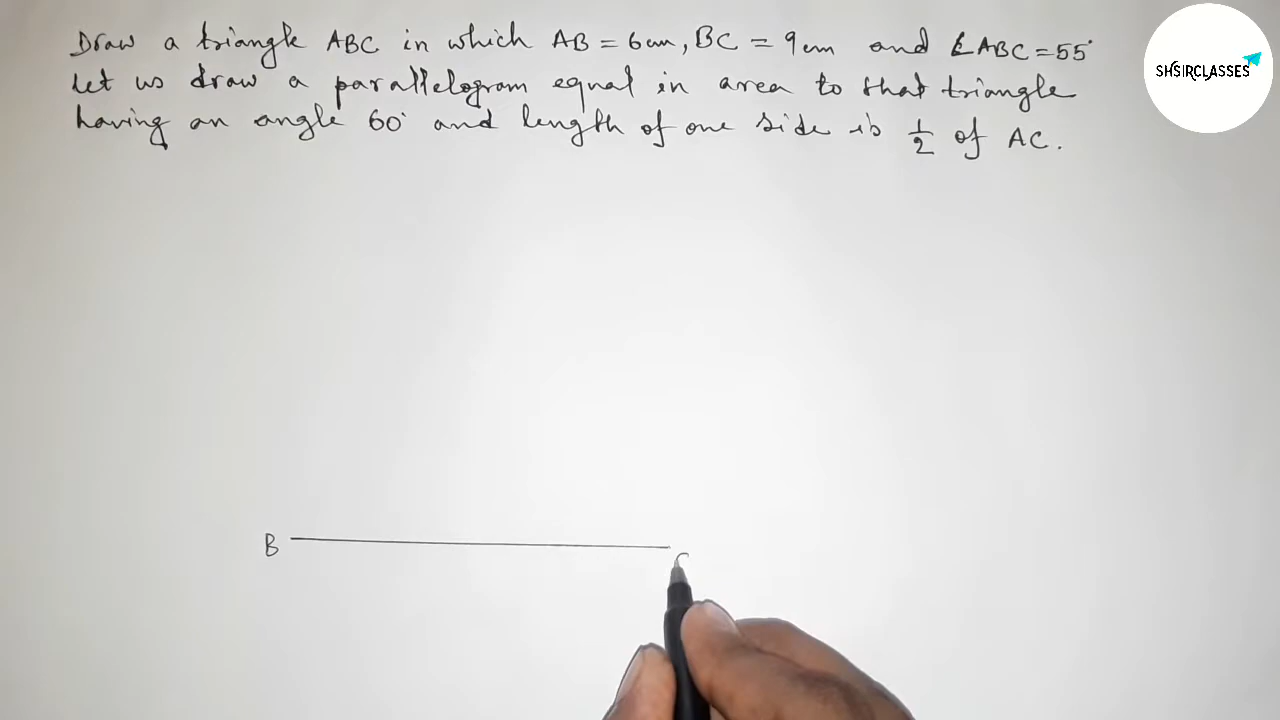 Draw a triangle ABC in which AB = 6cm, BC = 9cm and ∠ABC = 55°
let us draw a parallelogram equal in area to that triangle
having an angle 60° and length of one side is 1/2 of AC.
SHSIRCLASSES
B C